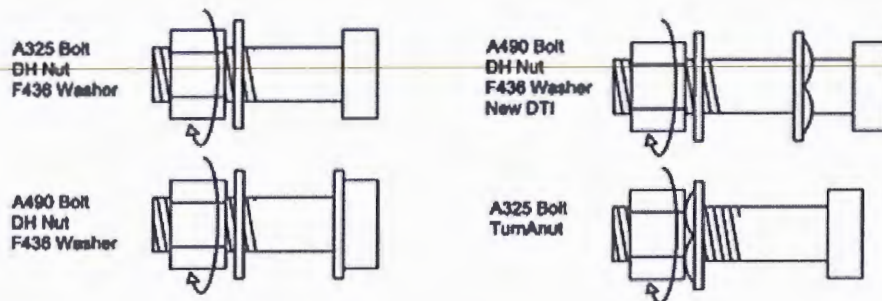 A325 Bolt
DH Nut
F436 Washer
A490 Bolt
DH Nut
F436 Washer
New DTI
A490 Bolt
DH Nut
F436 Washer
A325 Bolt
TurnAnut